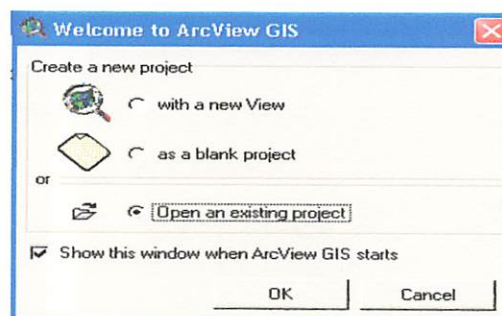 Welcome to ArcView GIS
Create a new project
with a new View
as a blank project
or
Open an existing project
Show this window when ArcView GIS starts
OK Cancel